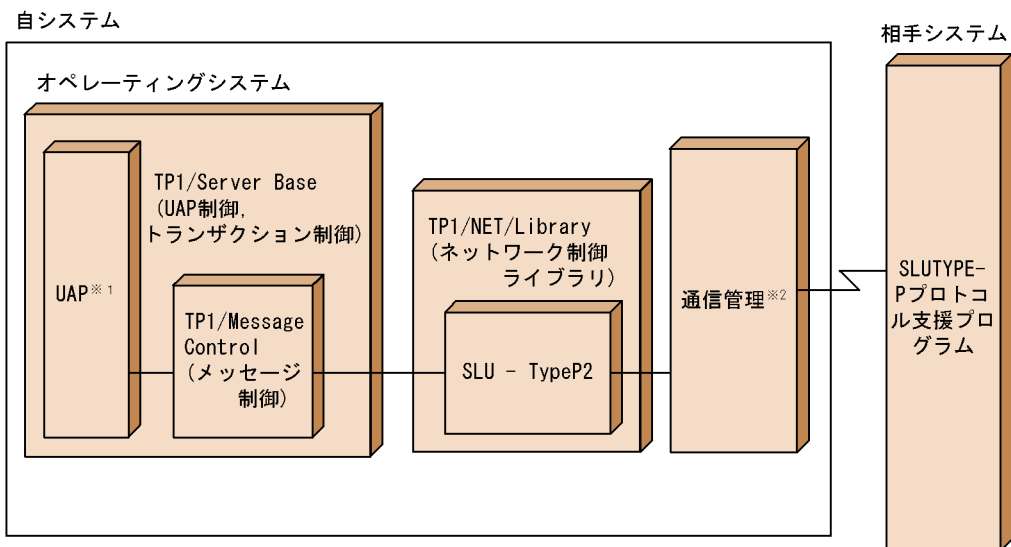 自システム
相手システム
オペレーティングシステム
TP1/Server Base
(UAP制御,
トランザクション制御)
UAP※1
TP1/Message
Control
(メッセージ
制御)
TP1/NET/Library
(ネットワーク制御
ライブラリ)
SLU - TypeP2
通信管理※2
SLUTYPE-
Pプロトコ
ル支援プロ
グラム